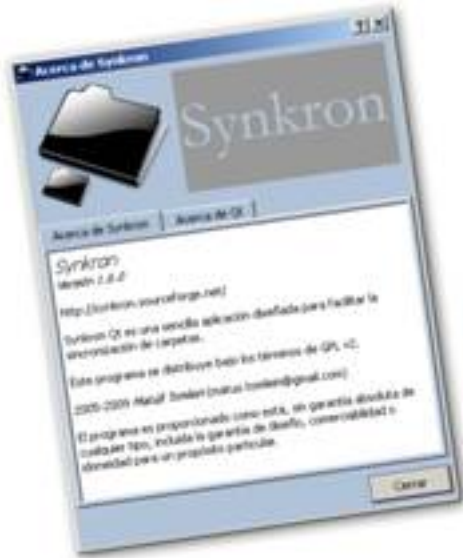 Acerca de Synkron
Synkron
Acerca de Synkron
Acerca de Qt
Synkron
Versión 1.6.0
http://synkron.sourceforge.net/
Synkron Qt es una sencilla aplicación diseñada para facilitar la
sincronización de carpetas.
Este programa se distribuye bajo los términos de GPL v2.
2005-2009 Matúš Tomlein (matus.tomlein@gmail.com)
El programa es proporcionado como esta, sin garantía absoluta de
cualquier tipo, incluida la garantía de diseño, comerciabilidad o
idoneidad para un propósito particular.
Cerrar